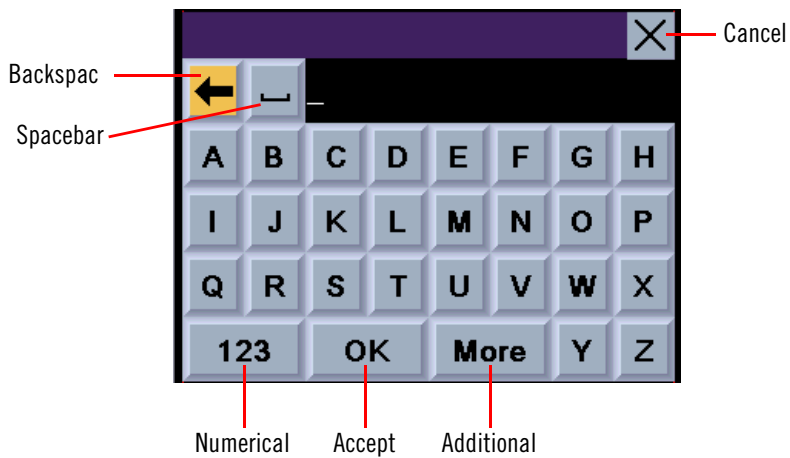 Cancel
Backspac
Spacebar
A B C D E F G H
I J K L M N O P
Q R S T U V W X
123 OK More Y Z
Numerical Accept Additional